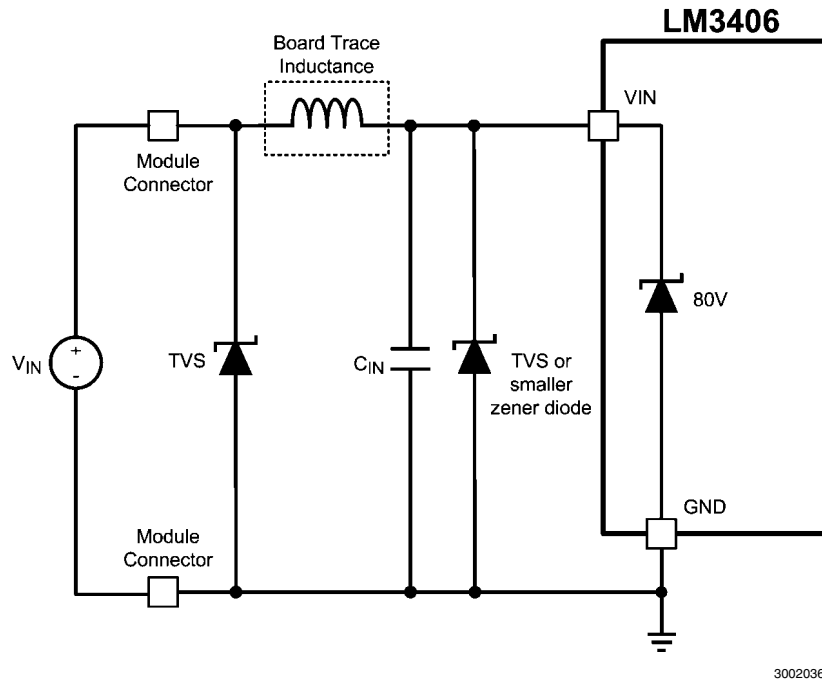 LM3406
Board Trace
Inductance
VIN
Module
Connector
80V
VIN
+
-
TVS
CIN
TVS or
smaller
zener diode
GND
Module
Connector
3002036